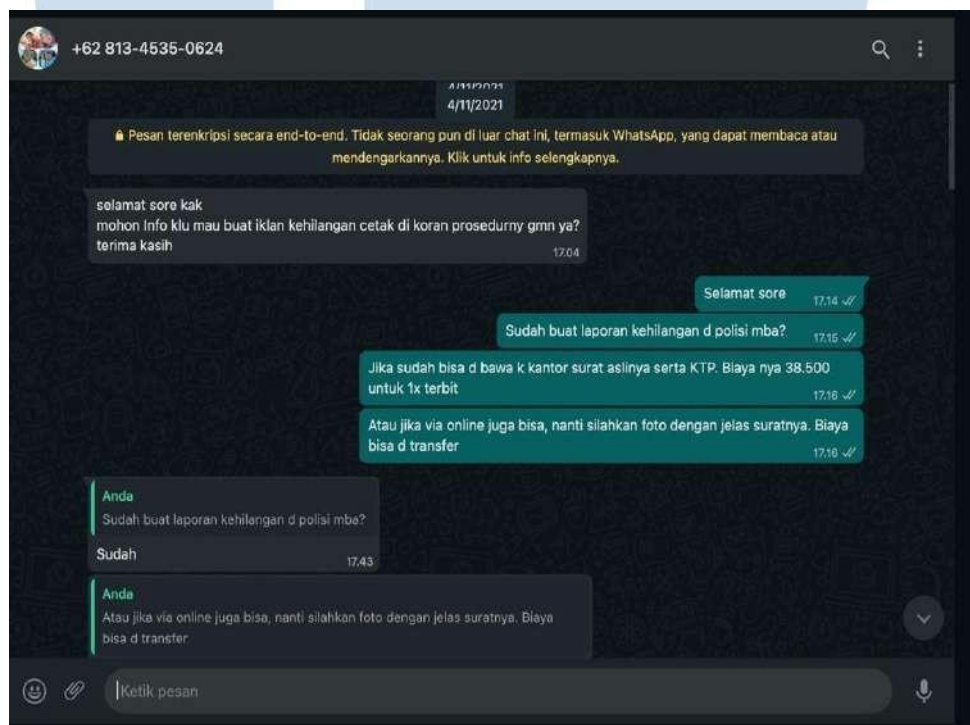 +62 813-4535-0624
4/11/2021
4/11/2021
Pesan terenkripsi secara end-to-end. Tidak seorang pun di luar chat ini, termasuk WhatsApp, yang dapat membaca atau
mendengarkannya. Klik untuk info selengkapnya.
selamat sore kak
mohon Info klu mau buat iklan kehilangan cetak di koran prosedurny gmn ya?
terima kasih
17.04
Selamat sore 17.14
Sudah buat laporan kehilangan d polisi mba? 17.15
Jika sudah bisa d bawa k kantor surat aslinya serta KTP. Biaya nya 38.500
untuk 1x terbit 17.16
Atau jika via online juga bisa, nanti silahkan foto dengan jelas suratnya. Biaya
bisa d transfer 17.16
Anda
Sudah buat laporan kehilangan d polisi mba?
Sudah 17.43
Anda
Atau jika via online juga bisa, nanti silahkan foto dengan jelas suratnya. Biaya
bisa d transfer
Ketik pesan